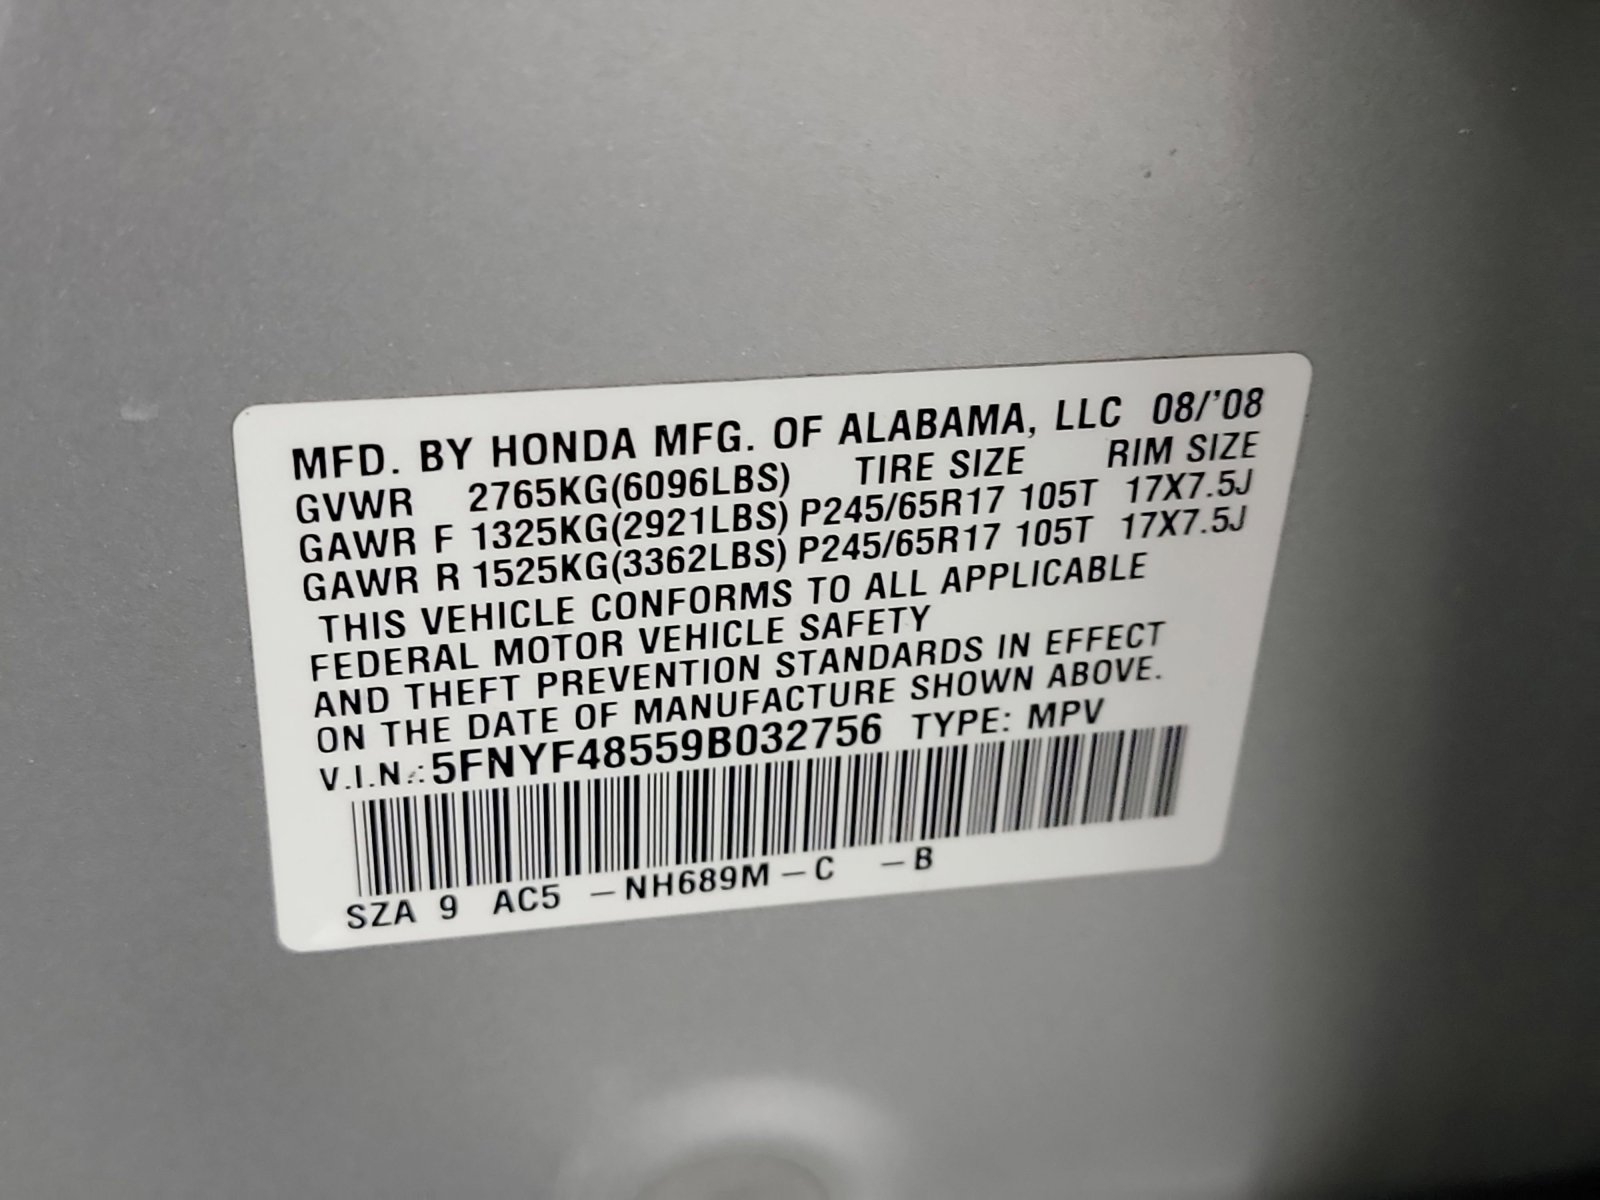 MFD. BY HONDA MFG. OF ALABAMA, LLC 08/'08
GVWR 2765KG(6096LBS) TIRE SIZE RIM SIZE
GAWR F 1325KG(2921LBS) P245/65R17 105T 17X7.5J
GAWR R 1525KG(3362LBS) P245/65R17 105T 17X7.5J
THIS VEHICLE CONFORMS TO ALL APPLICABLE
FEDERAL MOTOR VEHICLE SAFETY
AND THEFT PREVENTION STANDARDS IN EFFECT
ON THE DATE OF MANUFACTURE SHOWN ABOVE.
V.I.N.: 5FNYF48559B032756 TYPE: MPV
SZA 9 AC5 -NH689M-C -B